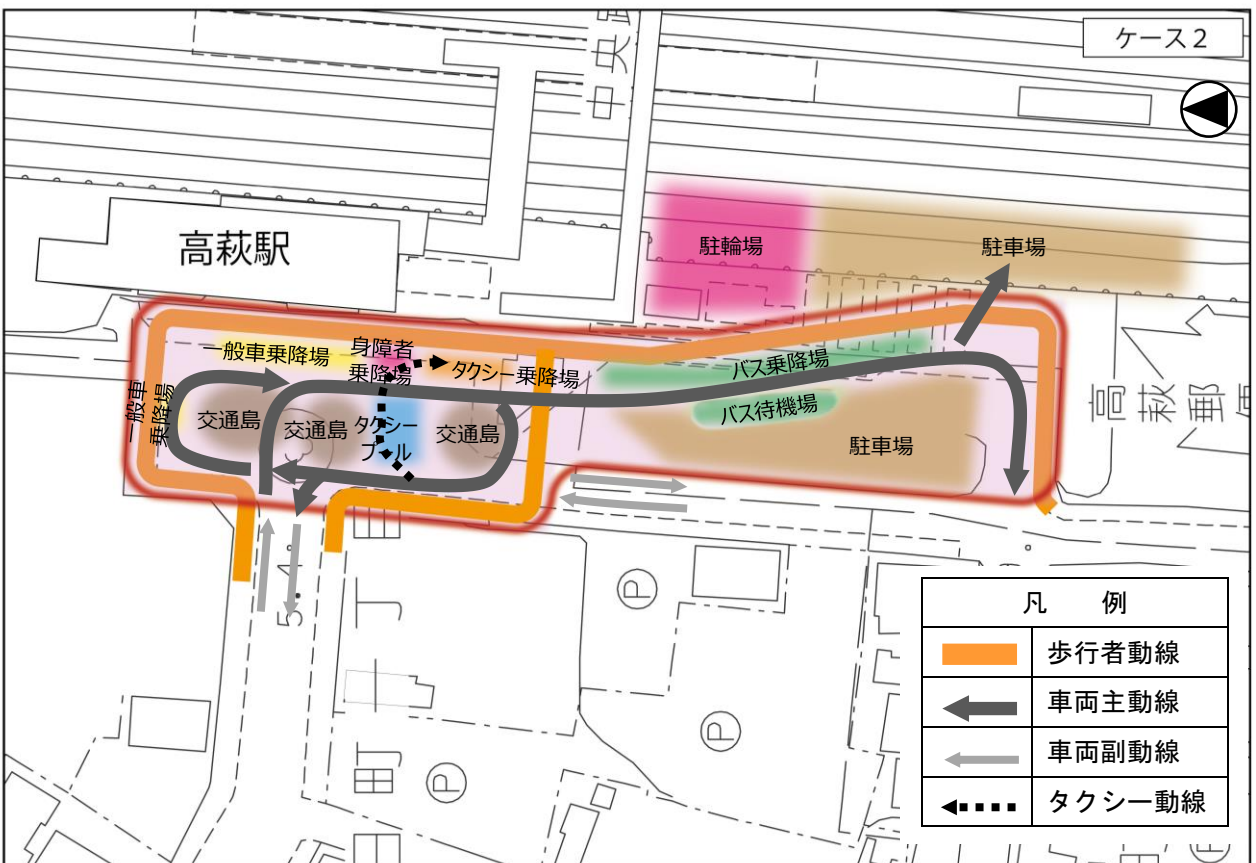 ケース2
高萩駅
駐輪場
駐車場
一般車乗降場
身障者
乗降場
タクシー乗降場
バス乗降場
バス待機場
一般車
乗降場
交通島
交通島
タクシー
プール
交通島
駐車場
高萩郵
P
P
P
凡 例
歩行者動線
車両主動線
車両副動線
タクシー動線